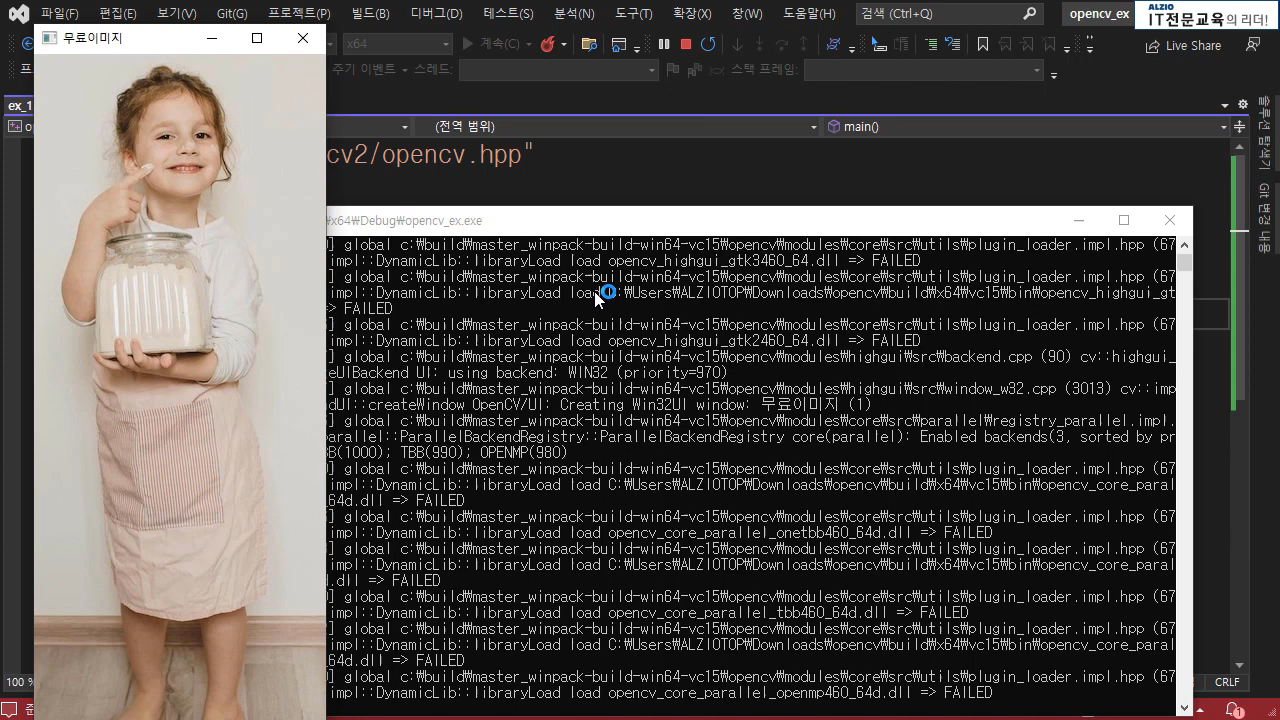 파일(F) 편집(E) 보기(V) Git(G) 프로젝트(P) 빌드(B) 디버그(D) 테스트(S) 분석(N) 도구(T) 확장(X) 창(W) 도움말(H) 검색 (Ctrl+Q) opencv_ex
ALZIO
IT전문교육의 리더!
무료이미지
x64 계속(C) Live Share
주기 이벤트 스레드: 스택 프레임:
ex_1
(전역 범위) main()
cv2/opencv.hpp"
₩x64₩Debug₩opencv_ex.exe
] global c:₩build₩master_winpack-build-win64-vc15₩opencv₩modules₩core₩src₩utils₩plugin_loader.impl.hpp (67
impl::DynamicLib::libraryLoad load opencv_highgui_gtk3460_64.dll => FAILED
] global c:₩build₩master_winpack-build-win64-vc15₩opencv₩modules₩core₩src₩utils₩plugin_loader.impl.hpp (67
impl::DynamicLib::libraryLoad load C:₩Users₩ALZIOTOP₩Downloads₩opencv₩build₩x64₩vc15₩bin₩opencv_highgui_gt
> FAILED
] global c:₩build₩master_winpack-build-win64-vc15₩opencv₩modules₩core₩src₩utils₩plugin_loader.impl.hpp (67
impl::DynamicLib::libraryLoad load opencv_highgui_gtk2460_64.dll => FAILED
] global c:₩build₩master_winpack-build-win64-vc15₩opencv₩modules₩highgui₩src₩backend.cpp (90) cv::highgui_
eUIBackend UI: using backend: WIN32 (priority=970)
] global c:₩build₩master_winpack-build-win64-vc15₩opencv₩modules₩highgui₩src₩window_w32.cpp (3013) cv::imp
dUI::createWindow OpenCV/UI: Creating Win32UI window: 무료이미지 (1)
] global c:₩build₩master_winpack-build-win64-vc15₩opencv₩modules₩core₩src₩parallel₩registry_parallel.impl.
arallel::ParallelBackendRegistry::ParallelBackendRegistry core(parallel): Enabled backends(3, sorted by pr
B(1000); TBB(990); OPENMP(980)
] global c:₩build₩master_winpack-build-win64-vc15₩opencv₩modules₩core₩src₩utils₩plugin_loader.impl.hpp (67
impl::DynamicLib::libraryLoad load C:₩Users₩ALZIOTOP₩Downloads₩opencv₩build₩x64₩vc15₩bin₩opencv_core_paral
_64d.dll => FAILED
] global c:₩build₩master_winpack-build-win64-vc15₩opencv₩modules₩core₩src₩utils₩plugin_loader.impl.hpp (67
impl::DynamicLib::libraryLoad load opencv_core_parallel_onetbb460_64d.dll => FAILED
] global c:₩build₩master_winpack-build-win64-vc15₩opencv₩modules₩core₩src₩utils₩plugin_loader.impl.hpp (67
impl::DynamicLib::libraryLoad load C:₩Users₩ALZIOTOP₩Downloads₩opencv₩build₩x64₩vc15₩bin₩opencv_core_paral
.dll => FAILED
] global c:₩build₩master_winpack-build-win64-vc15₩opencv₩modules₩core₩src₩utils₩plugin_loader.impl.hpp (67
impl::DynamicLib::libraryLoad load opencv_core_parallel_tbb460_64d.dll => FAILED
] global c:₩build₩master_winpack-build-win64-vc15₩opencv₩modules₩core₩src₩utils₩plugin_loader.impl.hpp (67
impl::DynamicLib::libraryLoad load C:₩Users₩ALZIOTOP₩Downloads₩opencv₩build₩x64₩vc15₩bin₩opencv_core_paral
_64d.dll => FAILED
] global c:₩build₩master_winpack-build-win64-vc15₩opencv₩modules₩core₩src₩utils₩plugin_loader.impl.hpp (67
impl::DynamicLib::libraryLoad load opencv_core_parallel_openmp460_64d.dll => FAILED
솔루션 탐색기
Git 변경 내용
100 % CRLF
준
1